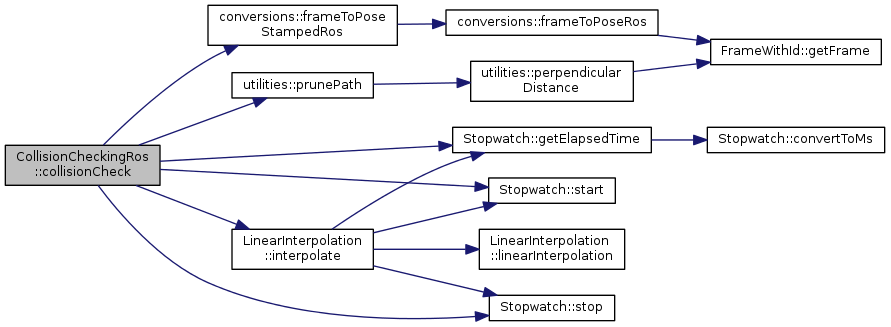 conversions::frameToPose
StampedRos
conversions::frameToPoseRos
FrameWithId::getFrame
utilities::prunePath
utilities::perpendicular
Distance
CollisionCheckingRos
::collisionCheck
Stopwatch::getElapsedTime
Stopwatch::convertToMs
Stopwatch::start
LinearInterpolation
::interpolate
LinearInterpolation
::linearInterpolation
Stopwatch::stop